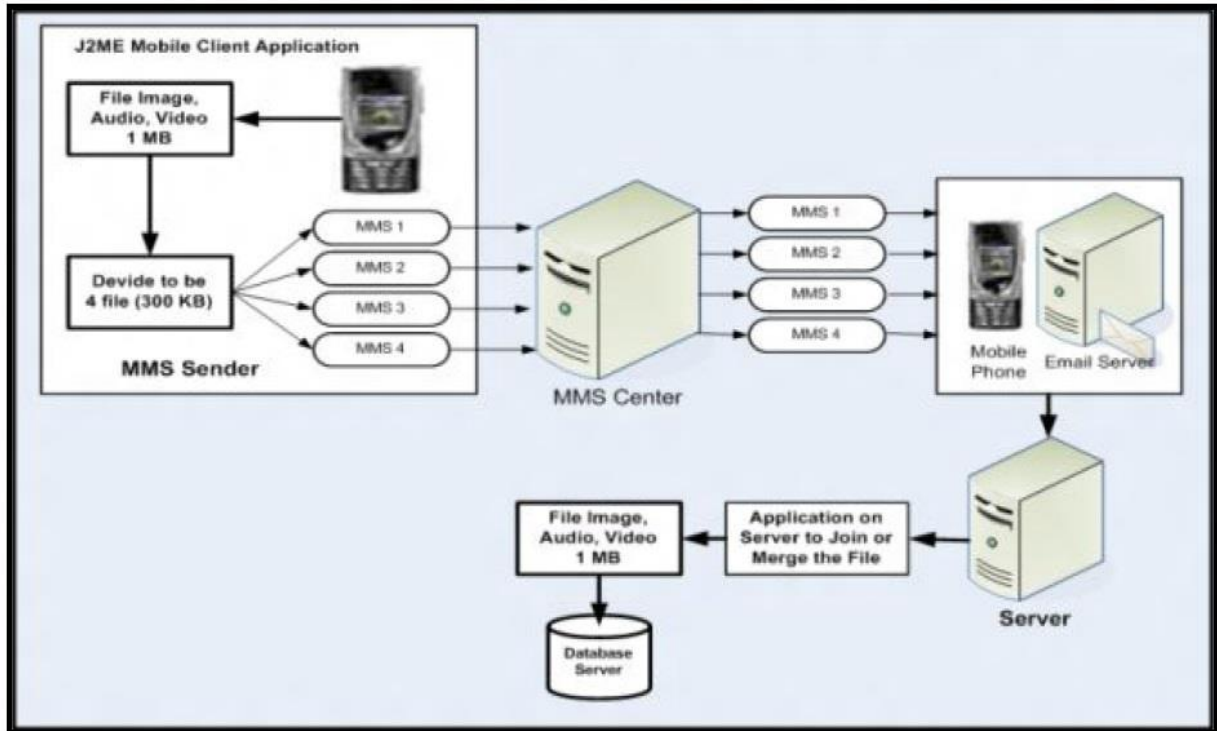 J2ME Mobile Client Application
File Image,
Audio, Video
1 MB
Devide to be
4 file (300 KB)
MMS 1
MMS 2
MMS 3
MMS 4
MMS Sender
MMS Center
MMS 1
MMS 2
MMS 3
MMS 4
Mobile
Phone
Email Server
Server
Application on
Server to Join or
Merge the File
File Image,
Audio, Video
1 MB
Database
Server